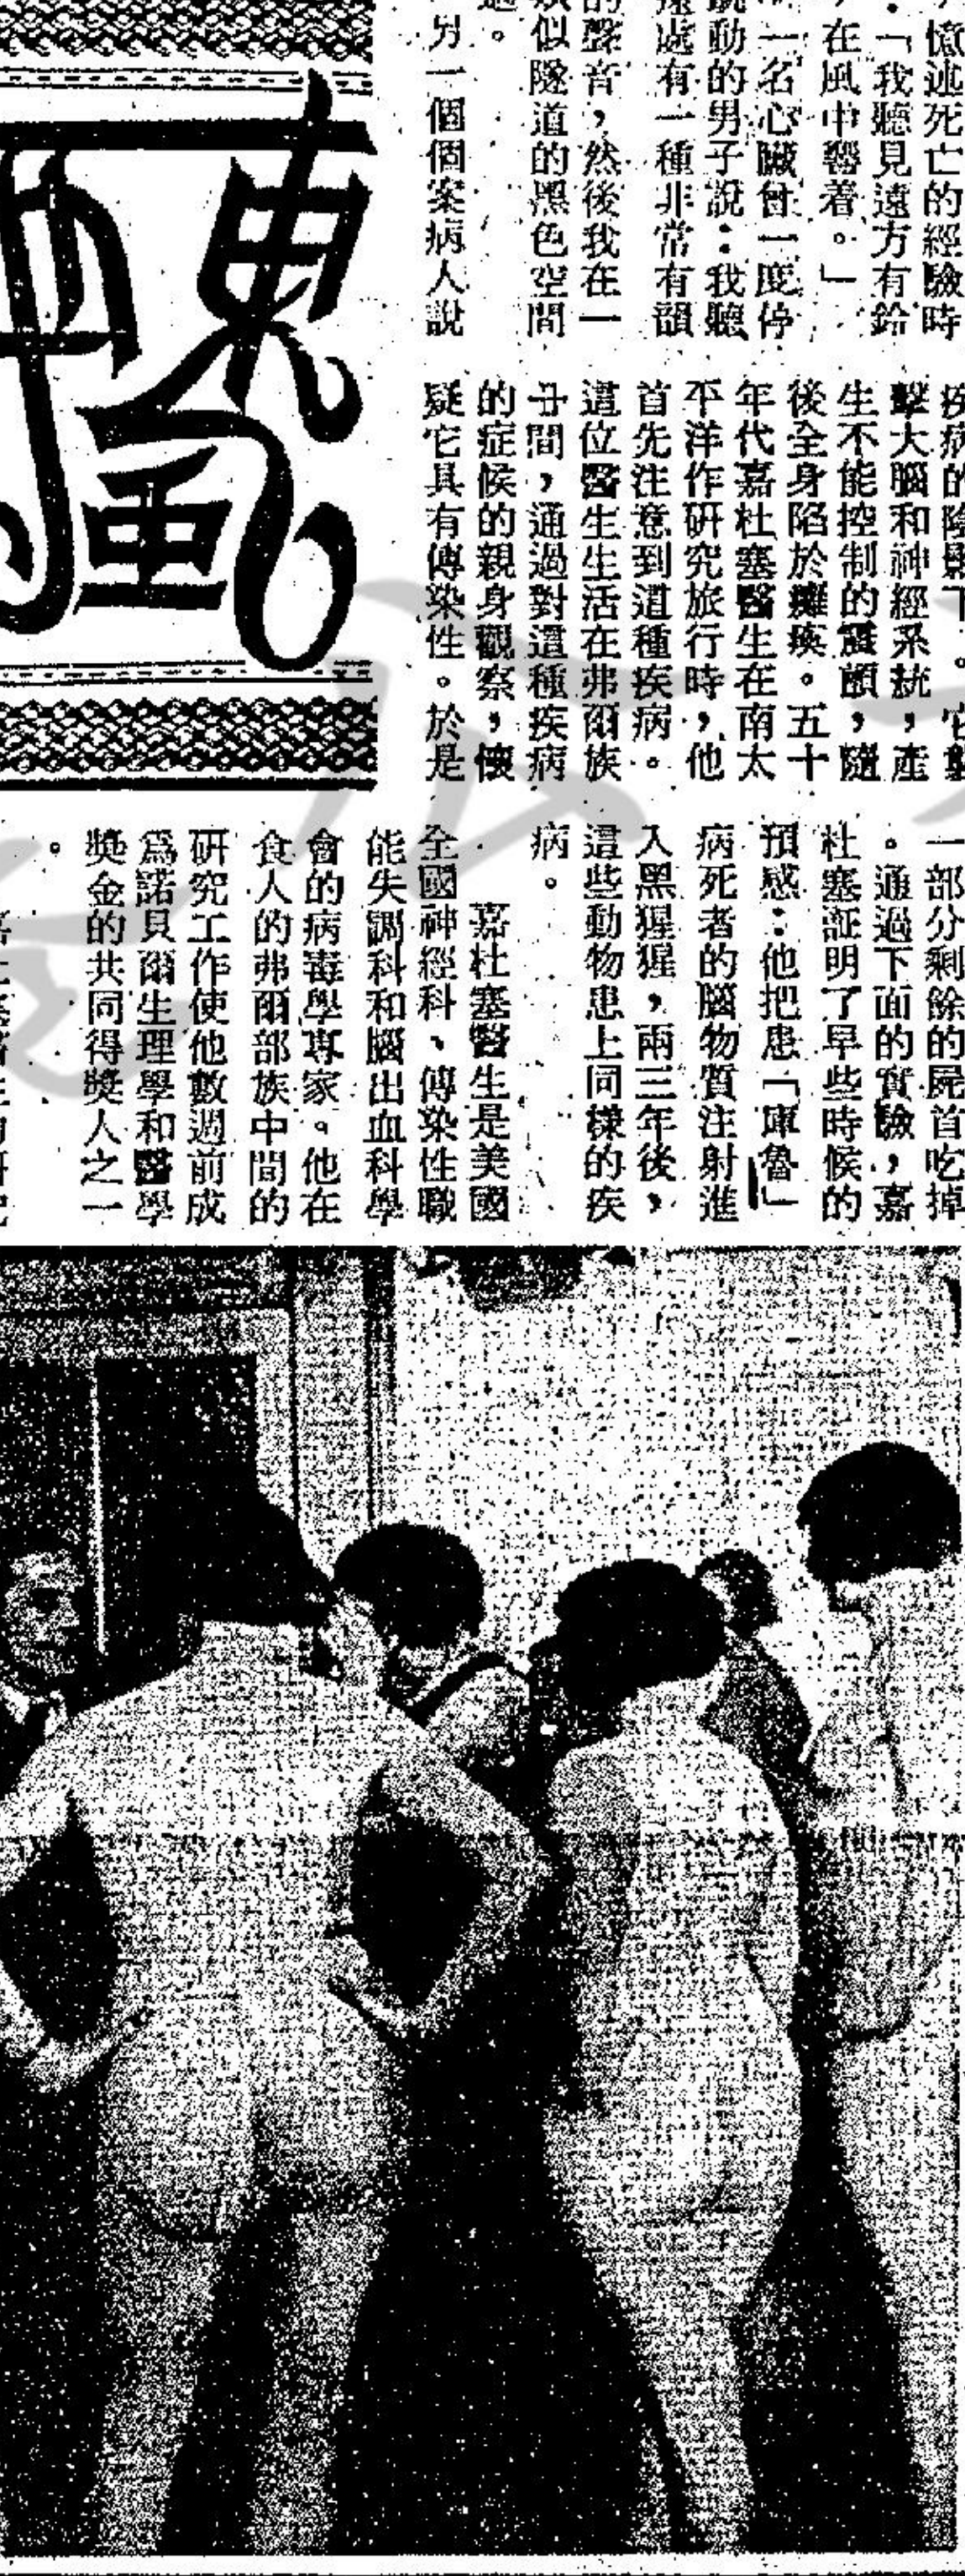 憶述死亡的經驗時
：「我聽見遠方有鈴
，在風中響着。」
一名心臟曾一度停
跳動的男子說：我聽
遠處有一種非常有韻
的聲音，然後我在一
似隧道的黑色空間
過。
另一個個案病人說
疾病的陰影下。它襲
擊大腦和神經系統，產
生不能控制的震顫，隨
後全身陷於癱瘓。五十
年代嘉杜塞醫生在南太
平洋作研究旅行時，他
首先注意到這種疾病。
這位醫生生活在弗爾族
間，通過對這種疾病
的症候的親身觀察，懷
疑它具有傳染性。於是
一部分剩餘的屍首吃掉
。通過下面的實驗，嘉
杜塞証明了早些時候的
預感：他把患「庫魯」
病死者的腦物質注射進
入黑猩猩，兩三年後，
這些動物患上同樣的疾
病。
嘉杜塞醫生是美國
全國神經科、傳染性職
能失調科和腦出血科學
會的病毒學專家。他在
食人的弗爾部族中間的
研究工作使他數週前成
爲諾貝爾生理學和醫學
獎金的共同得獎人之一
。
東西
風